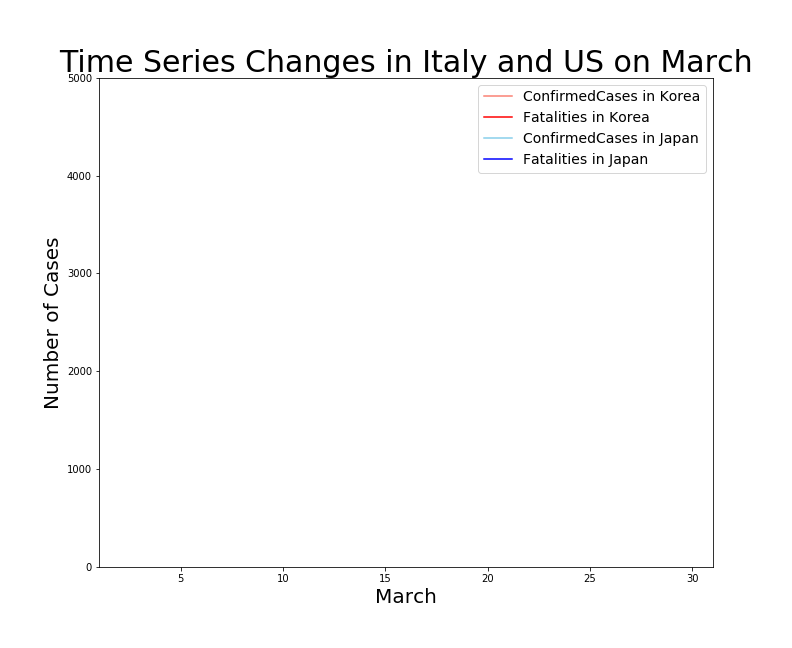 Time Series Changes in Italy and US on March
5000
4000
3000
2000
1000
0
Number of Cases
ConfirmedCases in Korea
Fatalities in Korea
ConfirmedCases in Japan
Fatalities in Japan
5 10 15 20 25 30
March